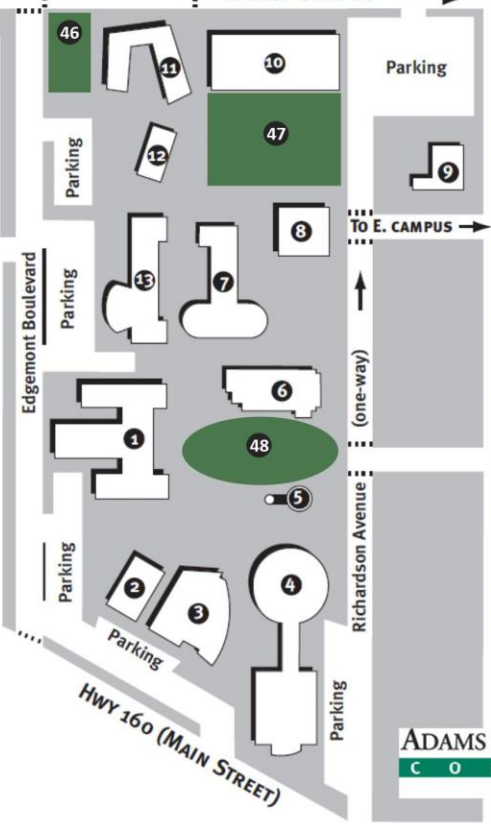 46
11
10
Parking
47
12
Parking
9
8
TO E. CAMPUS
13
7
Edgemont Boulevard
Parking
(one-way)
6
1
48
5
Richardson Avenue
Parking
2
3
4
Parking
Parking
HWY 160 (MAIN STREET)
ADAMS
C O